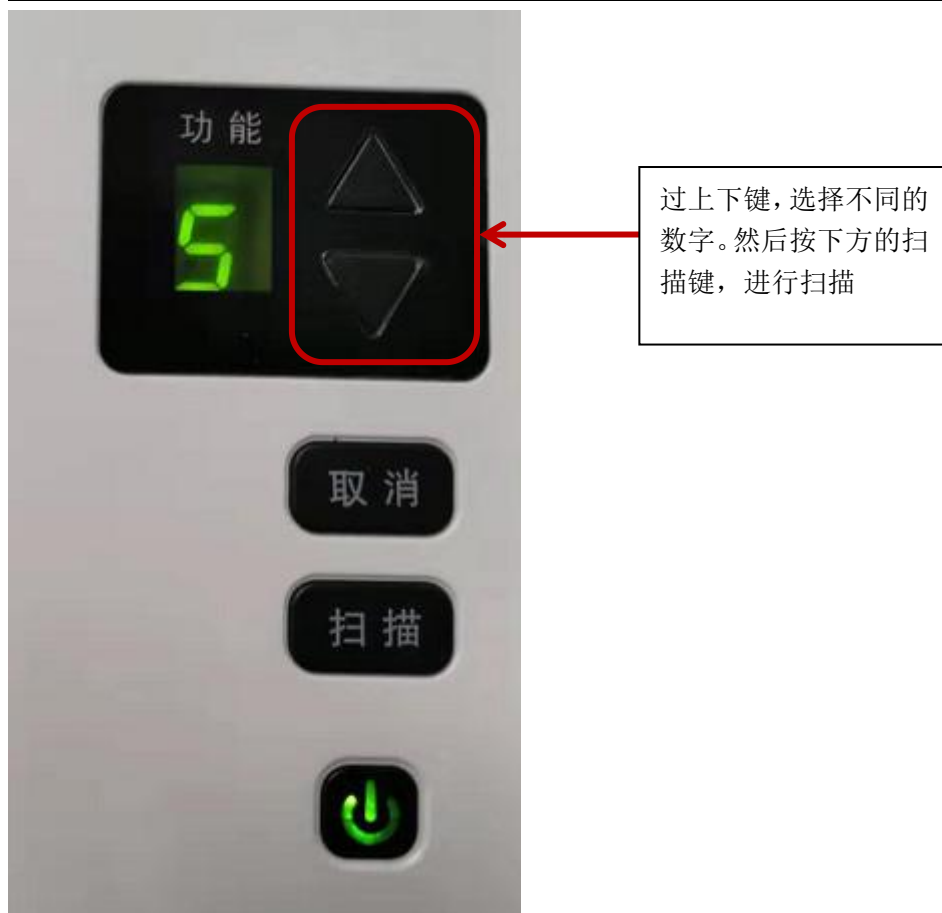 功能
5
过上下键，选择不同的
数字。然后按下方的扫
描键，进行扫描
取消
扫描